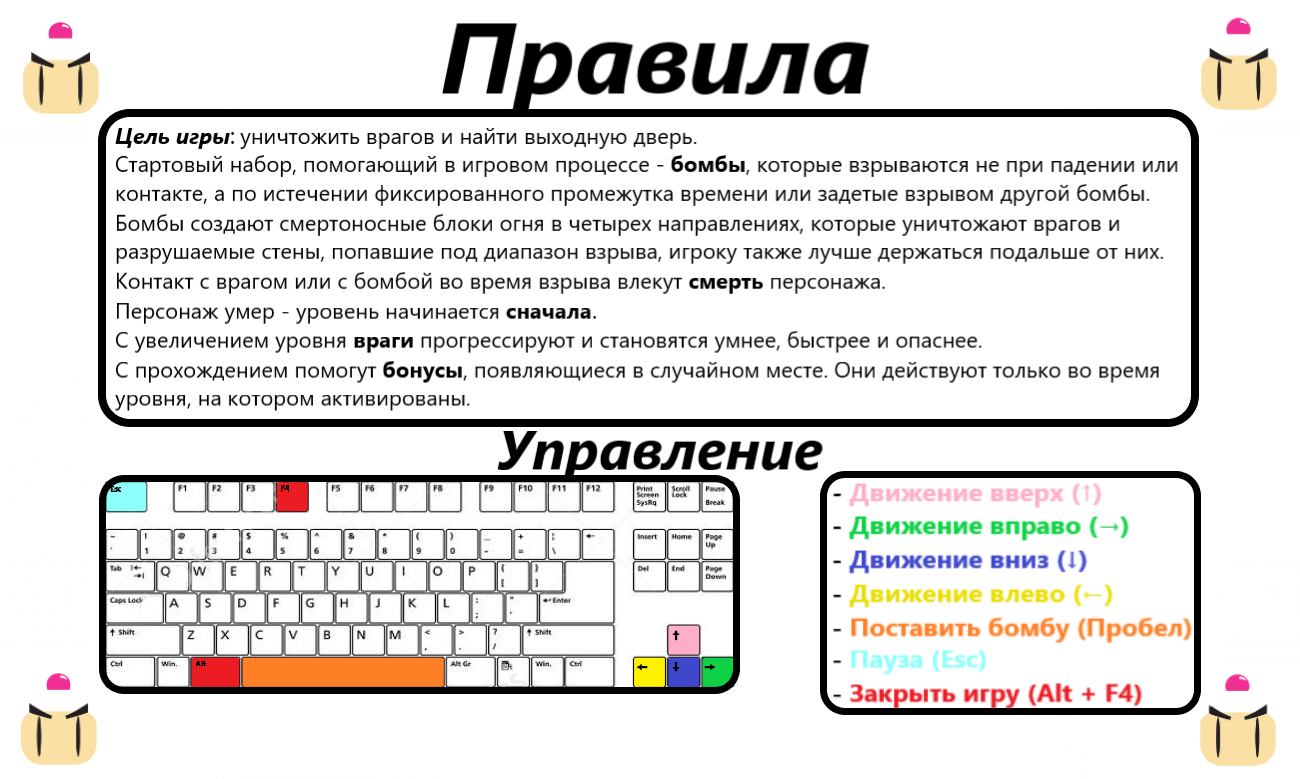 Правила
Цель игры: уничтожить врагов и найти выходную дверь.
Стартовый набор, помогающий в игровом процессе - бомбы, которые взрываются не при падении или
контакте, а по истечении фиксированного промежутка времени или задетые взрывом другой бомбы.
Бомбы создают смертоносные блоки огня в четырех направлениях, которые уничтожают врагов и
разрушаемые стены, попавшие под диапазон взрыва, игроку также лучше держаться подальше от них.
Контакт с врагом или с бомбой во время взрыва влекут смерть персонажа.
Персонаж умер - уровень начинается сначала.
С увеличением уровня враги прогрессируют и становятся умнее, быстрее и опаснее.
С прохождением помогут бонусы, появляющиеся в случайном месте. Они действуют только во время
уровня, на котором активированы.
Управление
Esc F1 F2 F3 F4 F5 F6 F7 F8 F9 F10 F11 F12 Print Screen SysRq Scroll Lock Pause Break
~ ! @ # $ % ^ & * ( ) _ + ¦ ←
` 1 2 3 4 5 6 7 8 9 0 - = \ Insert Home Page Up
Tab Q W E R T Y U I O P { [ } ] Del End Page Down
Caps Lock A S D F G H J K L : ; " ' ↵ Enter
↑ Shift Z X C V B N M < , > . ? / ↑ Shift ↑
Ctrl Win. Alt Alt Gr Win. Ctrl ← ↓ →
- Движение вверх (↑)
- Движение вправо (→)
- Движение вниз (↓)
- Движение влево (←)
- Поставить бомбу (Пробел)
- Пауза (Esc)
- Закрыть игру (Alt + F4)